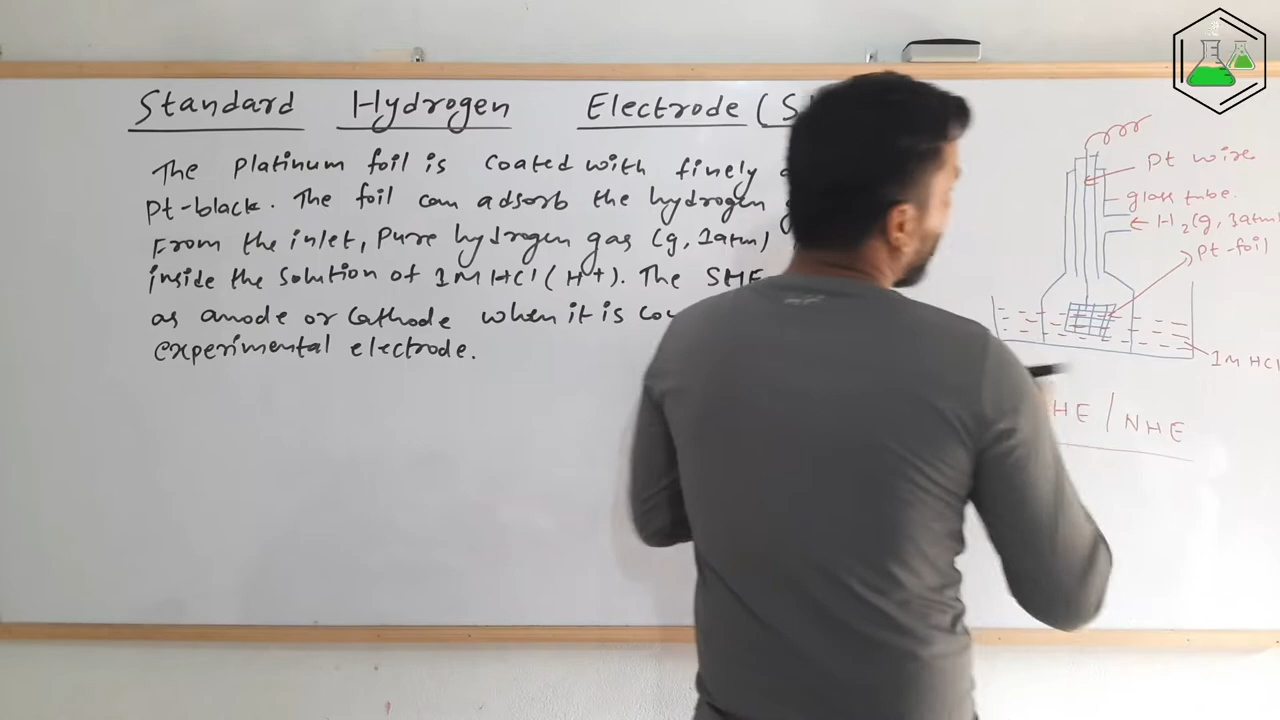 Standard Hydrogen Electrode (S
The Platinum foil is coated with finely
Pt-black. The foil can adsorb the hydrogen
From the inlet, Pure hydrogen gas (g, 1atm)
inside the Solution of 1M HCl (H+). The SHE
as anode or Cathode when it is cou
experimental electrode.
Pt wire
glass tube.
← H2(g, 1atm)
Pt-foil
1M HCl
HE / NHE